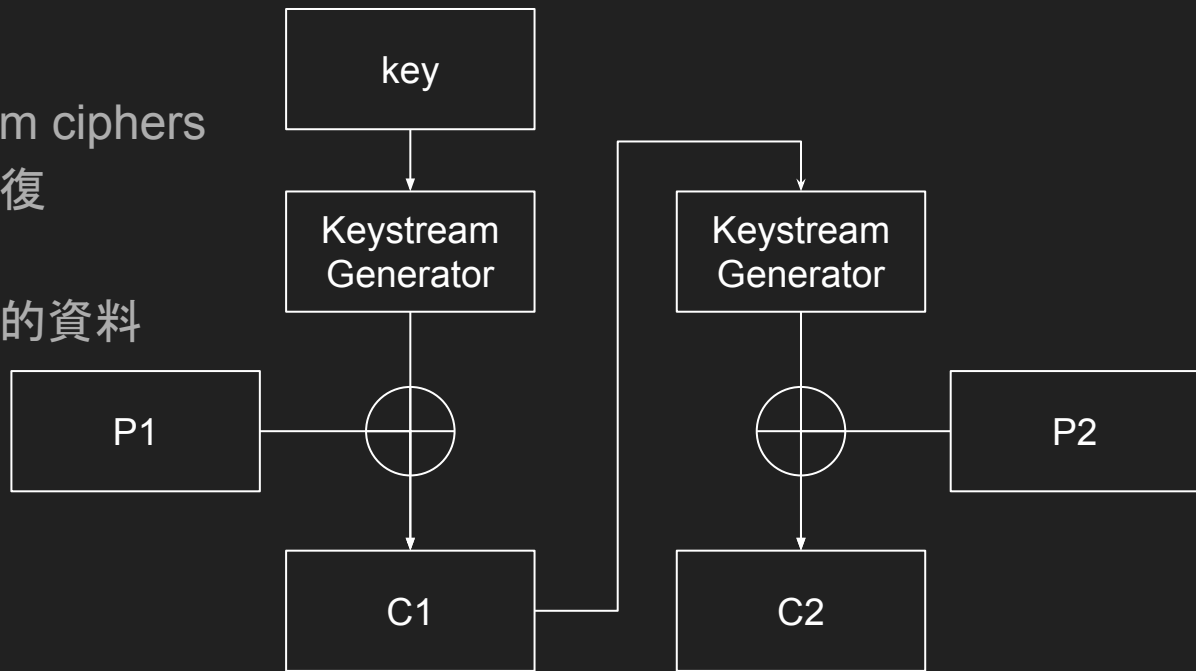 key
m ciphers
復
Keystream
Generator
Keystream
Generator
的資料
P1
P2
C1
C2